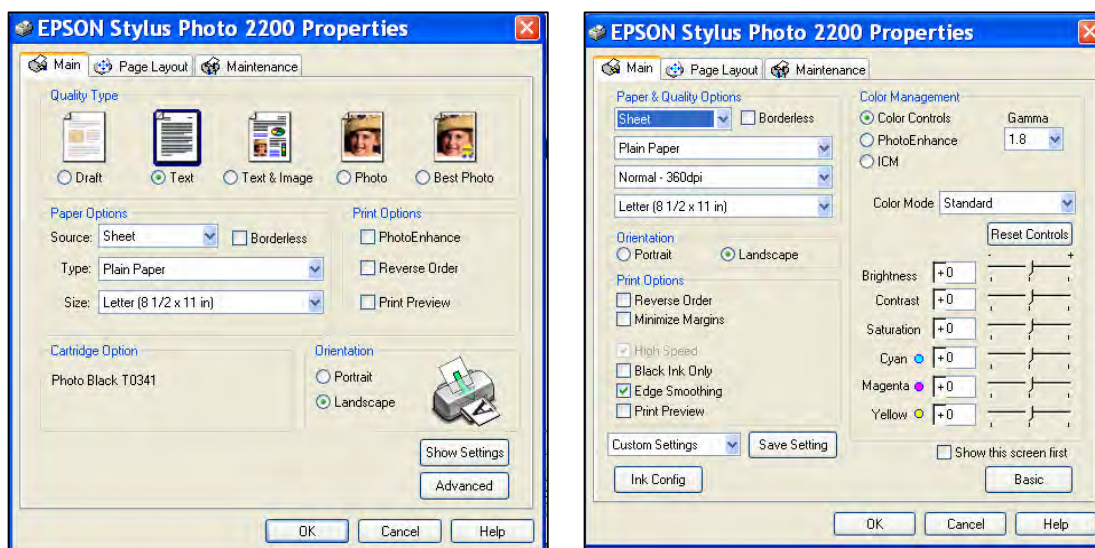 EPSON Stylus Photo 2200 Properties
Main Page Layout Maintenance
Quality Type
Draft Text Text & Image Photo Best Photo
Paper Options
Source: Sheet Borderless
Type: Plain Paper
Size: Letter (8 1/2 x 11 in)
Print Options
PhotoEnhance
Reverse Order
Print Preview
Cartridge Option
Photo Black T0341
Orientation
Portrait
Landscape
Show Settings
Advanced
OK Cancel Help
EPSON Stylus Photo 2200 Properties
Main Page Layout Maintenance
Paper & Quality Options
Sheet Borderless
Plain Paper
Normal - 360dpi
Letter (8 1/2 x 11 in)
Orientation
Portrait Landscape
Print Options
Reverse Order
Minimize Margins
High Speed
Black Ink Only
Edge Smoothing
Print Preview
Custom Settings Save Setting
Ink Config
Color Management
Color Controls
PhotoEnhance
ICM
Gamma
1.8
Color Mode Standard
Reset Controls
- +
Brightness +0
Contrast +0
Saturation +0
Cyan +0
Magenta +0
Yellow +0
Show this screen first
Basic
OK Cancel Help